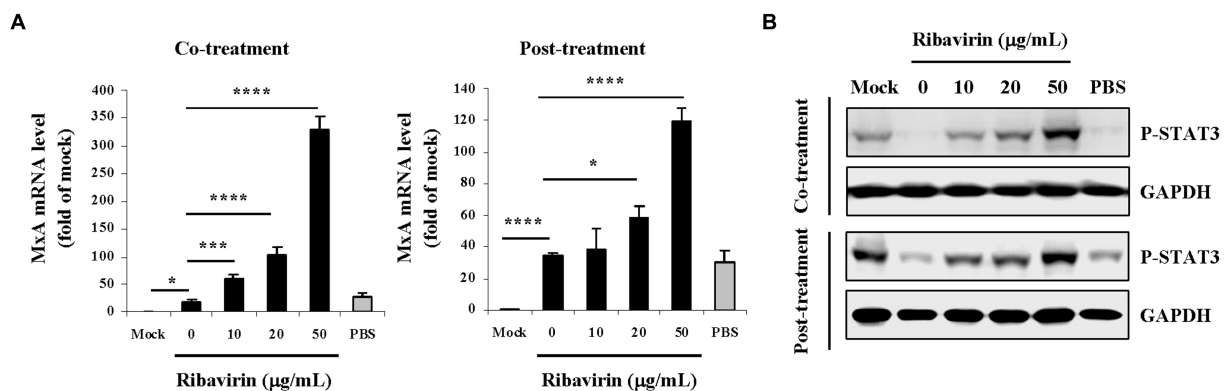 A
Co-treatment
MxA mRNA level
(fold of mock)
400
350
300
250
200
150
100
50
0
****
****
***
*
Mock 0 10 20 50 PBS
Ribavirin (µg/mL)
Post-treatment
MxA mRNA level
(fold of mock)
140
120
100
80
60
40
20
0
****
*
****
Mock 0 10 20 50 PBS
Ribavirin (µg/mL)
B
Ribavirin (µg/mL)
Mock 0 10 20 50 PBS
Co-treatment
P-STAT3
GAPDH
Post-treatment
P-STAT3
GAPDH